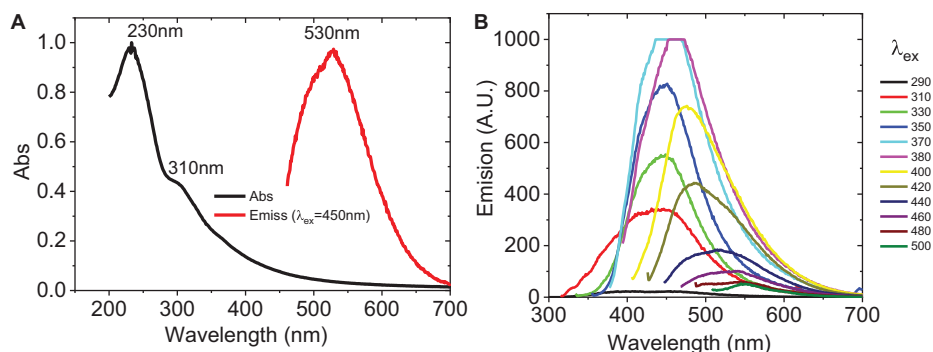 A
230nm
530nm
310nm
Abs
Emiss (λex=450nm)
1.0
0.8
0.6
0.4
0.2
0.0
Abs
100 200 300 400 500 600 700
Wavelength (nm)
B
1000
800
600
400
200
0
Emision (A.U.)
300 400 500 600 700
Wavelength (nm)
λex
290
310
330
350
370
380
400
420
440
460
480
500